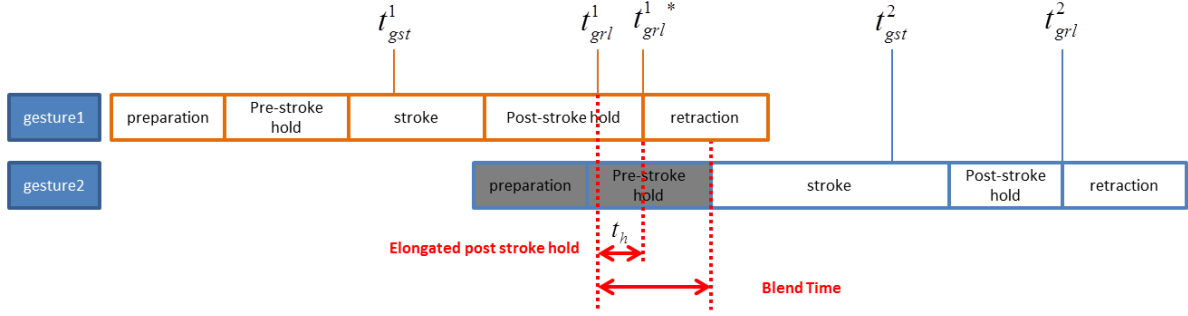 t¹gst t¹grl t¹grl* t²gst t²grl
gesture1
preparation
Pre-stroke
hold
stroke
Post-stroke hold
retraction
gesture2
preparation
Pre-stroke
hold
stroke
Post-stroke
hold
retraction
th
Elongated post stroke hold
Blend Time